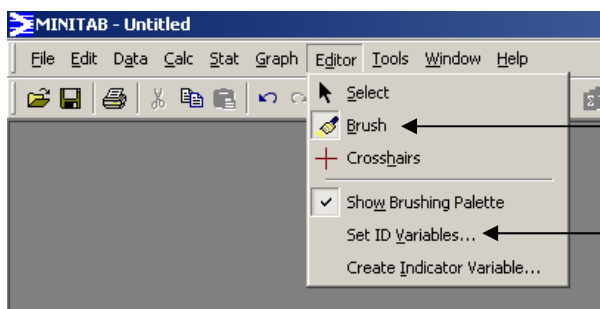 MINITAB - Untitled
File Edit Data Calc Stat Graph Editor Tools Window Help
Select
Brush
Crosshairs
Show Brushing Palette
Set ID Variables...
Create Indicator Variable...